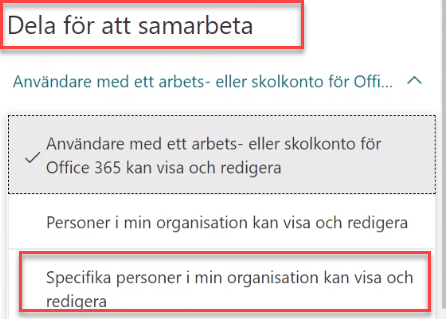 Dela för att samarbeta
Användare med ett arbets- eller skolkonto för Offi...
Användare med ett arbets- eller skolkonto för
Office 365 kan visa och redigera
Personer i min organisation kan visa och redigera
Specifika personer i min organisation kan visa och
redigera